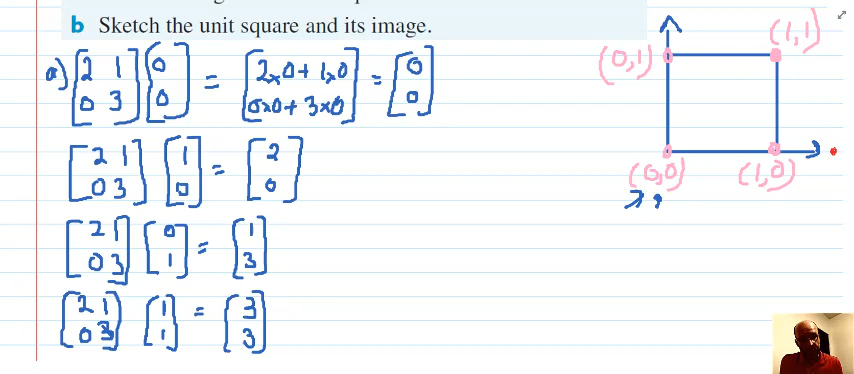 b Sketch the unit square and its image.
a) [2 1; 0 3] [0; 0] = [2×0 + 1×0; 0×0 + 3×0] = [0; 0]
[2 1; 0 3] [1; 0] = [2; 0]
[2 1; 0 3] [0; 1] = [1; 3]
[2 1; 0 3] [1; 1] = [3; 3]
(0,1) (1,1)
(0,0) (1,0)